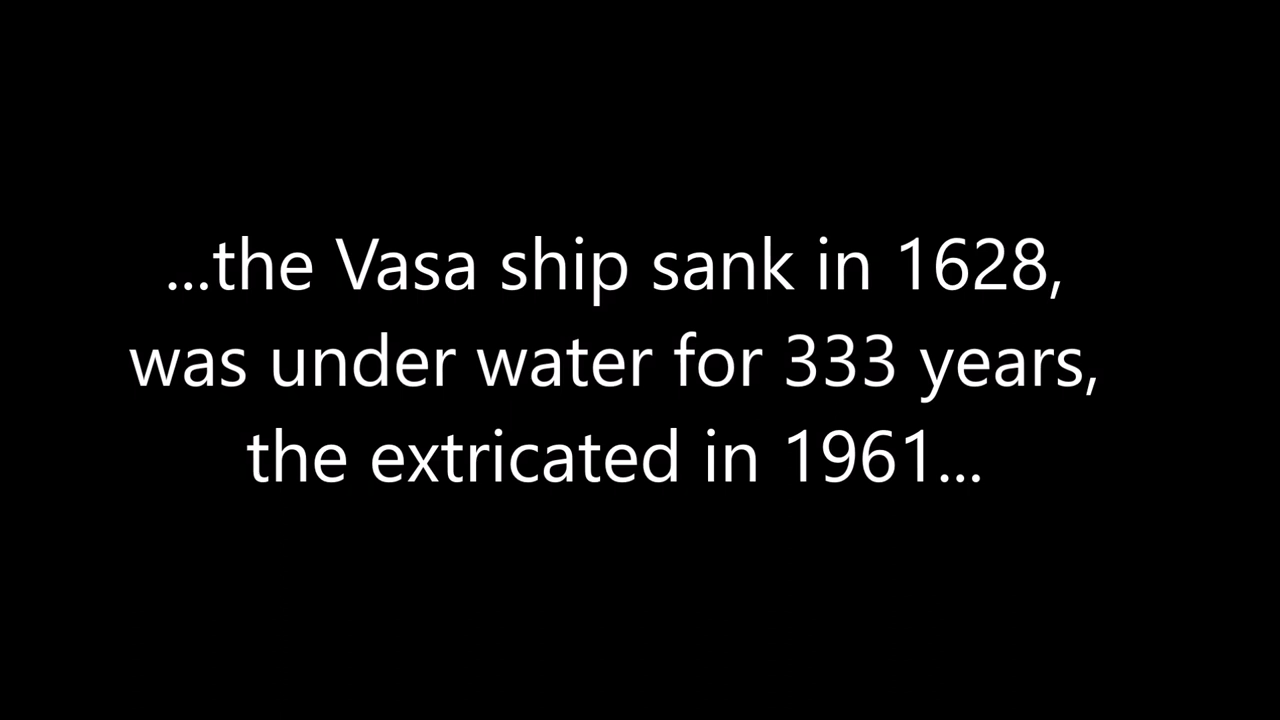 ...the Vasa ship sank in 1628,
was under water for 333 years,
the extricated in 1961...